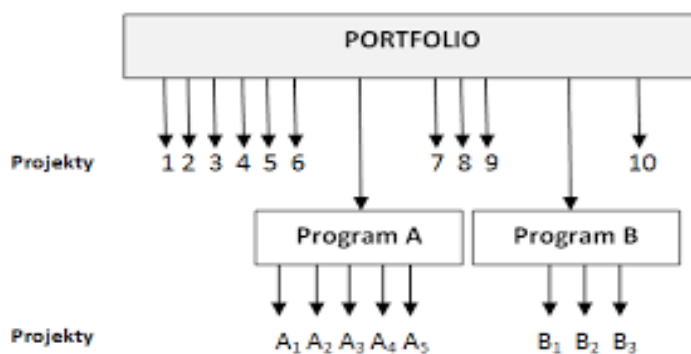 PORTFOLIO
Projekty 1 2 3 4 5 6 7 8 9 10
Program A Program B
Projekty A₁ A₂ A₃ A₄ A₅ B₁ B₂ B₃